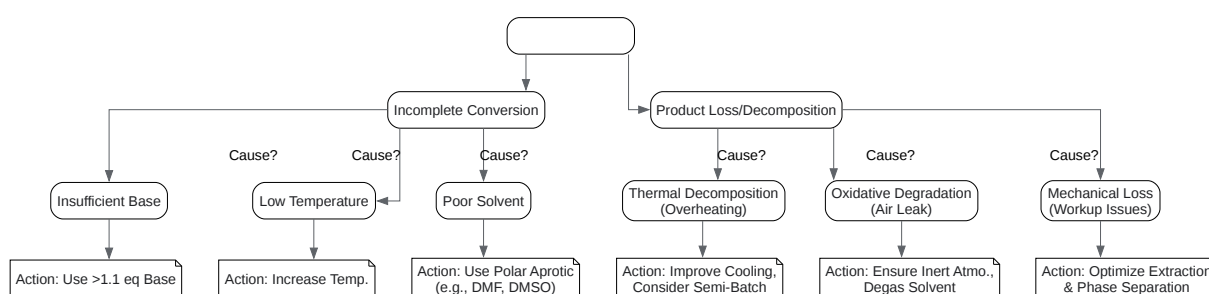 Incomplete Conversion
Product Loss/Decomposition
Cause?
Cause?
Cause?
Cause?
Cause?
Cause?
Insufficient Base
Low Temperature
Poor Solvent
Thermal Decomposition
(Overheating)
Oxidative Degradation
(Air Leak)
Mechanical Loss
(Workup Issues)
Action: Use >1.1 eq Base
Action: Increase Temp.
Action: Use Polar Aprotic
(e.g., DMF, DMSO)
Action: Improve Cooling,
Consider Semi-Batch
Action: Ensure Inert Atmo.,
Degas Solvent
Action: Optimize Extraction
& Phase Separation